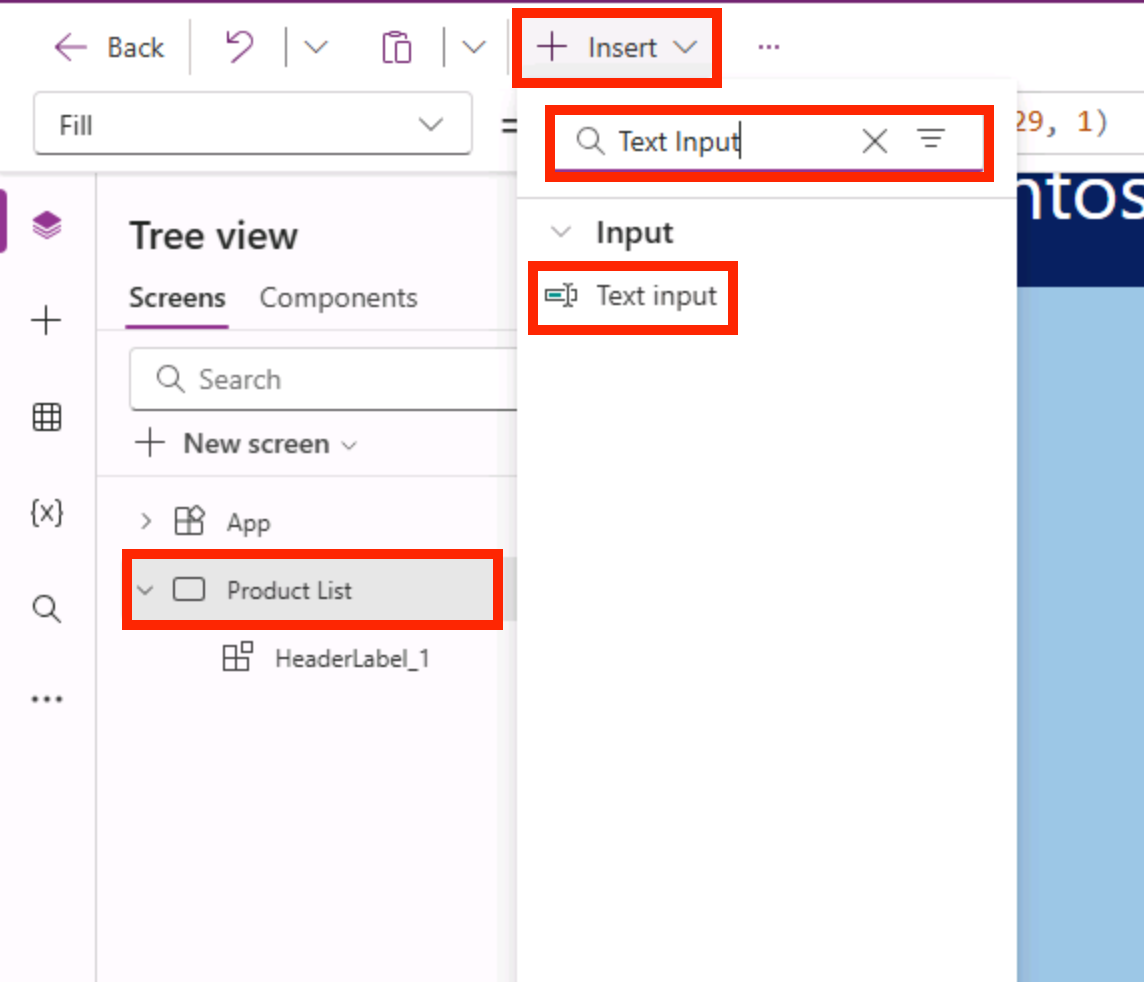 Back
Insert
Fill
=
Text Input
29, 1)
ntos
Tree view
Input
Screens Components
Text input
Search
New screen
App
Product List
HeaderLabel_1